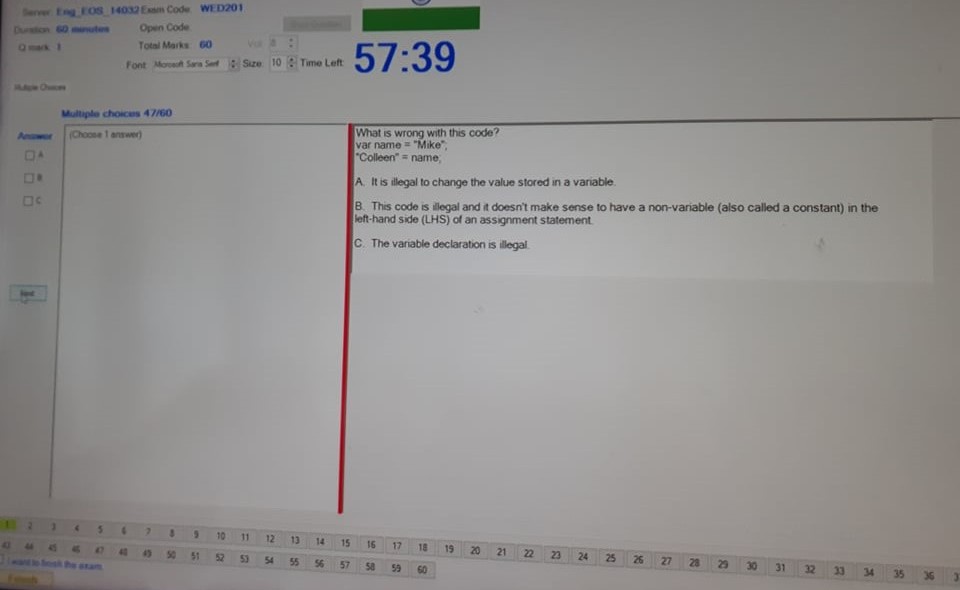 Server: Eng_EOS_14032 Exam Code: WED201
Duration: 60 minutes Open Code:
Q mark: 1 Total Marks: 60 Vol: 8
Font: Microsoft Sans Serif Size: 10 Time Left: 57:39
Multiple Choices
Multiple choices 47/60
Answer (Choose 1 answer)
A
B
C
Next
What is wrong with this code?
var name = "Mike";
"Colleen" = name;
A. It is illegal to change the value stored in a variable.
B. This code is illegal and it doesn't make sense to have a non-variable (also called a constant) in the
left-hand side (LHS) of an assignment statement.
C. The variable declaration is illegal.
1 2 3 4 5 6 7 8 9 10 11 12 13 14 15 16 17 18 19 20 21 22 23 24 25 26 27 28 29 30 31 32 33 34 35 36
43 44 45 46 47 48 49 50 51 52 53 54 55 56 57 58 59 60
I want to finish the exam.